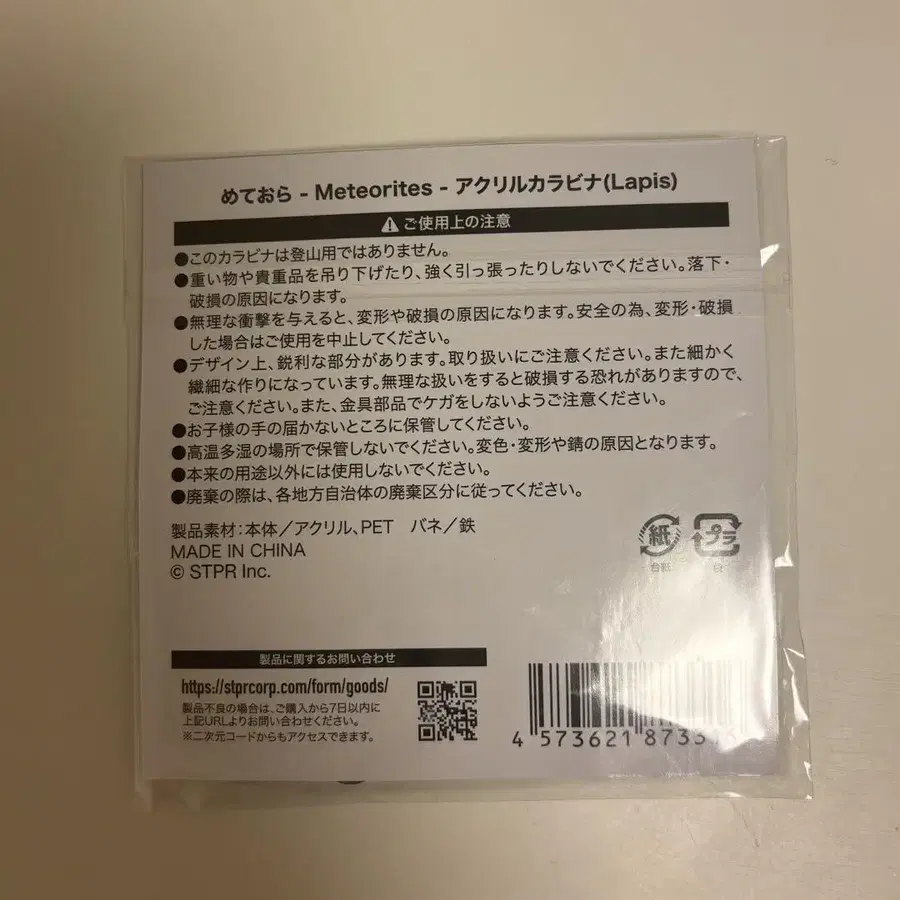 めておら - Meteorites - アクリルカラビナ(Lapis)
ご使用上の注意
●このカラビナは登山用ではありません。
●重い物や貴重品を吊り下げたり、強く引っ張ったりしないでください。落下・
破損の原因になります。
●無理な衝撃を与えると、変形や破損の原因になります。安全の為、変形・破損
した場合はご使用を中止してください。
●デザイン上、鋭利な部分があります。取り扱いにご注意ください。また細かく
繊細な作りになっています。無理な扱いをすると破損する恐れがありますので、
ご注意ください。また、金具部品でケガをしないようご注意ください。
●お子様の手の届かないところに保管してください。
●高温多湿の場所で保管しないでください。変色・変形や錆の原因となります。
●本来の用途以外には使用しないでください。
●廃棄の際は、各地方自治体の廃棄区分に従ってください。
製品素材:本体/アクリル、PET バネ/鉄
MADE IN CHINA
© STPR Inc.
紙 プラ
台紙 袋
製品に関するお問い合わせ
https://stprcorp.com/form/goods/
製品不良の場合は、ご購入から7日以内に
上記URLよりお問い合わせください。
※二次元コードからもアクセスできます。
4 573621